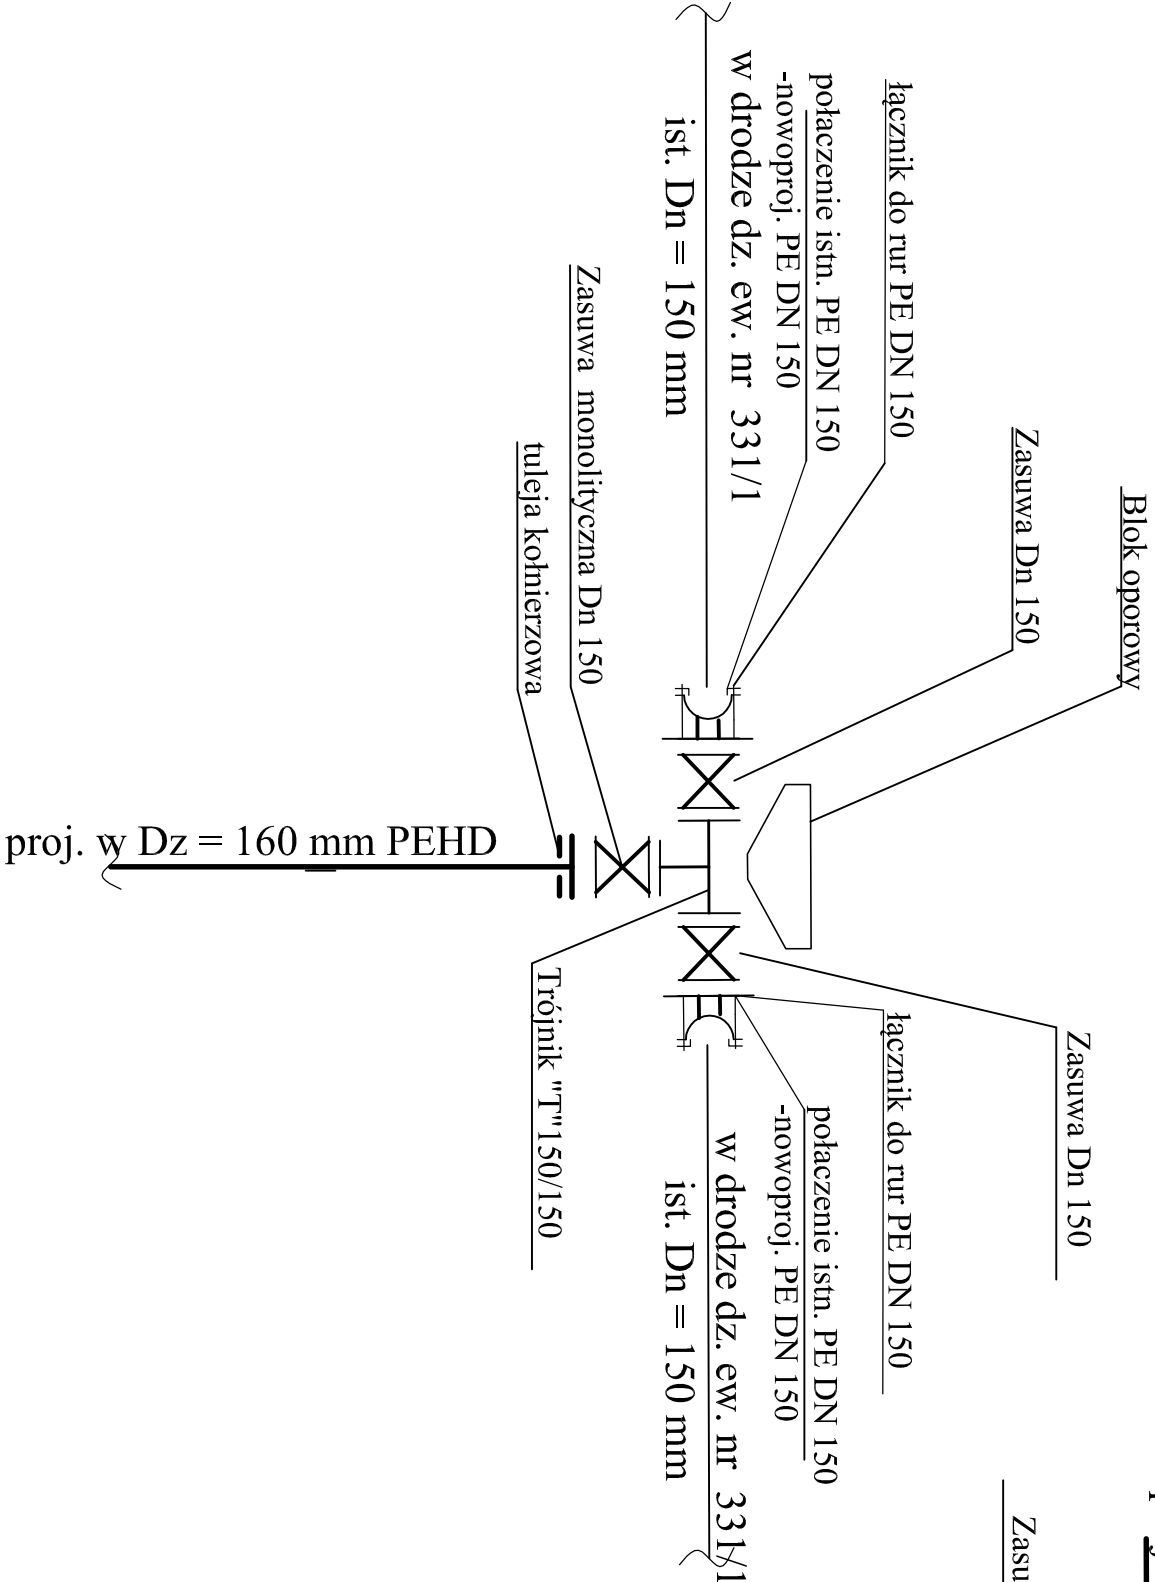 w drodze dz. ew. nr 331/1
ist. Dn = 150 mm
połaczenie istn. PE DN 150
-nowoproj. PE DN 150
łącznik do rur PE DN 150
Zasuwa Dn 150
Blok oporowy
Zasuwa monolityczna Dn 150
tuleja kołnierzowa
proj. w Dz = 160 mm PEHD
Trójnik "T"150/150
Zasuwa Dn 150
łącznik do rur PE DN 150
połaczenie istn. PE DN 150
-nowoproj. PE DN 150
w drodze dz. ew. nr 331/1
ist. Dn = 150 mm
Zasu